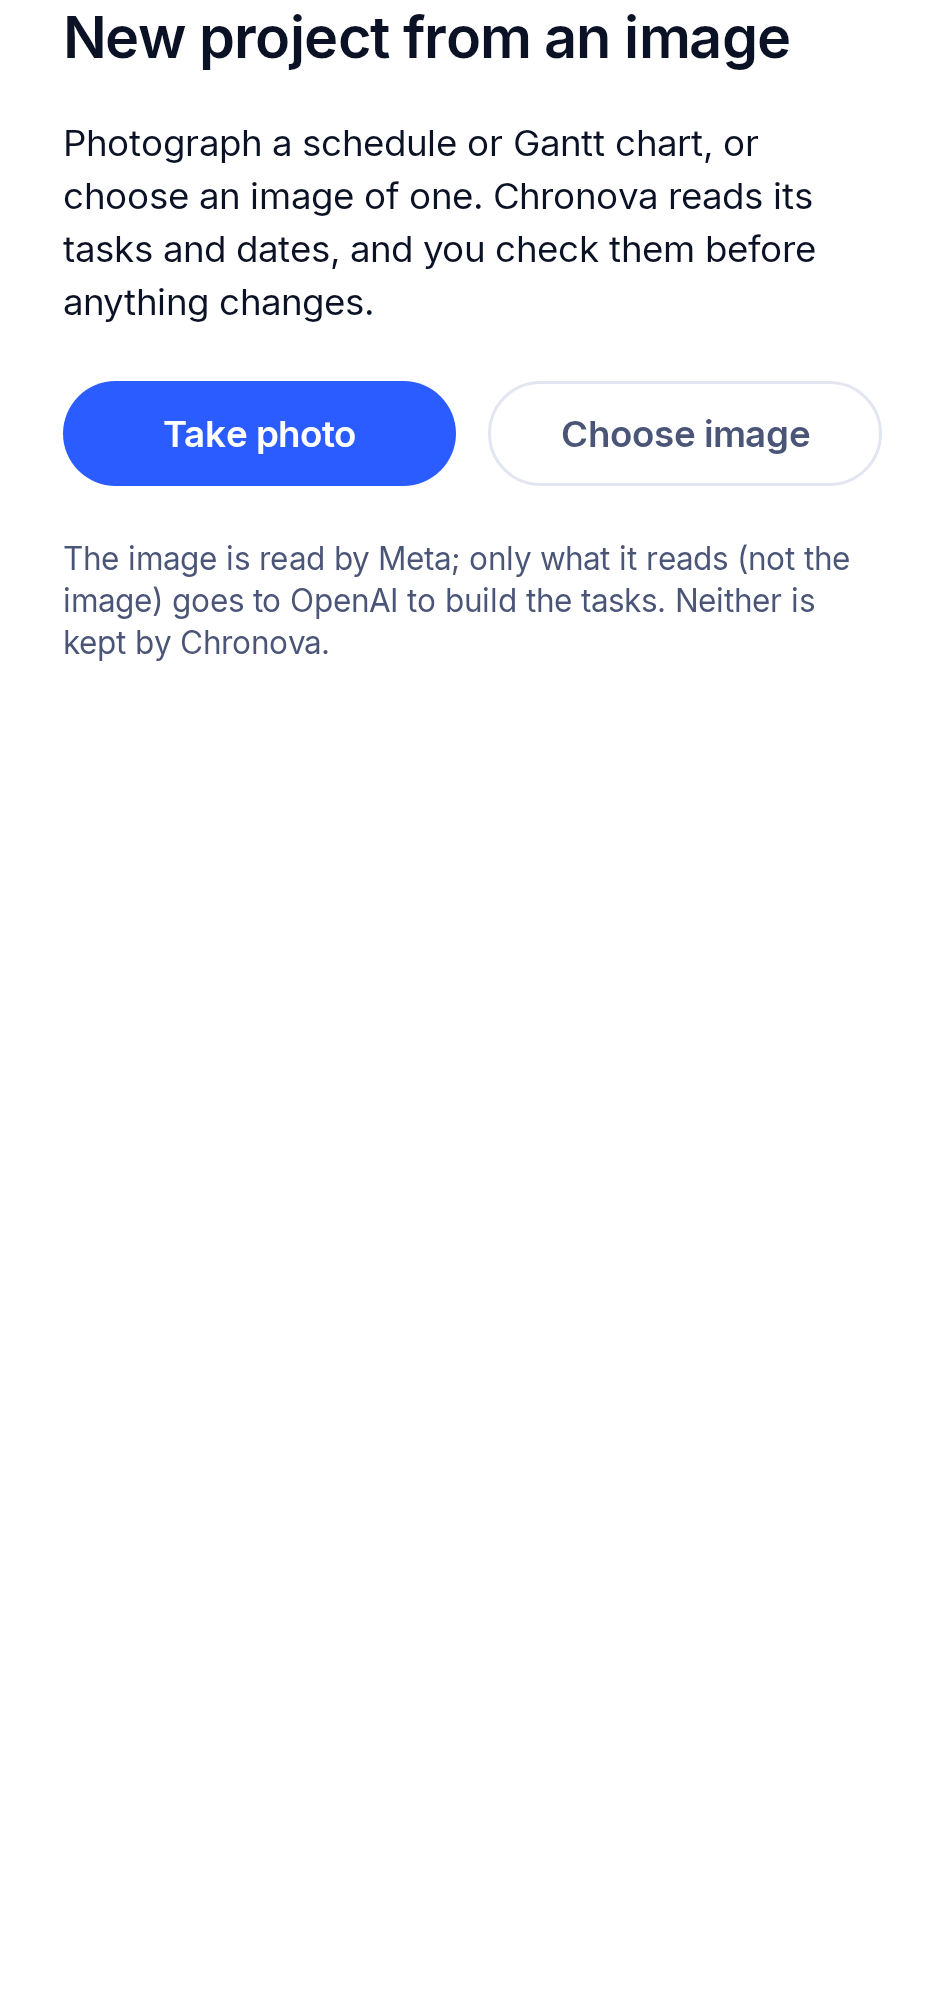 New project from an image
Photograph a schedule or Gantt chart, or
choose an image of one. Chronova reads its
tasks and dates, and you check them before
anything changes.
Take photo
Choose image
The image is read by Meta; only what it reads (not the
image) goes to OpenAI to build the tasks. Neither is
kept by Chronova.